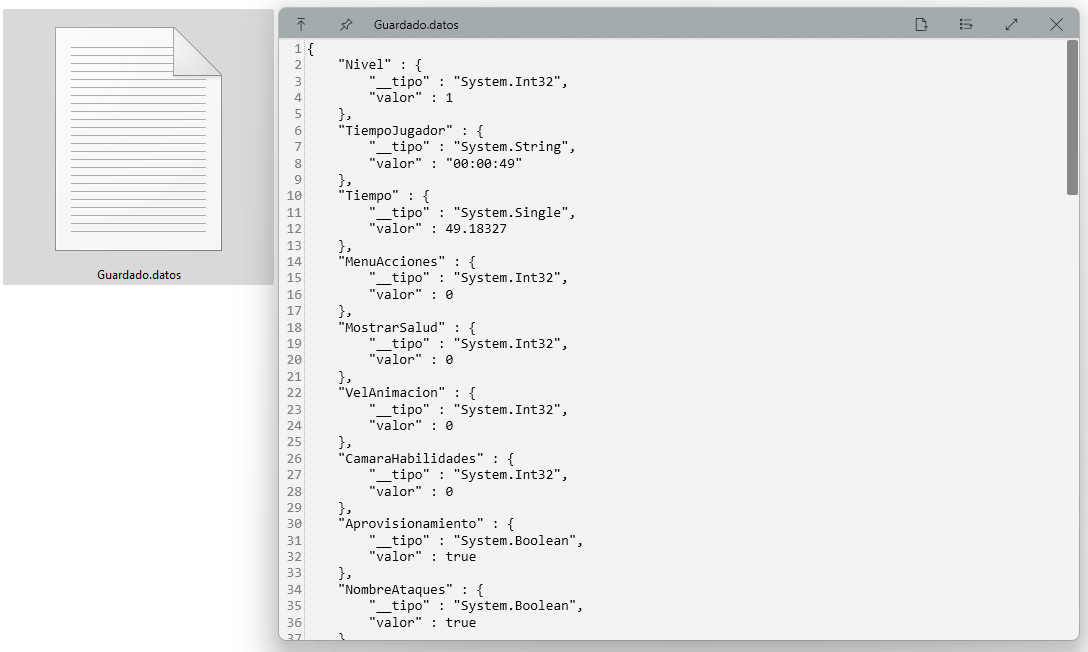 Guardado.datos
Guardado.datos
1 {
2     "Nivel" : {
3         "__tipo" : "System.Int32",
4         "valor" : 1
5     },
6     "TiempoJugador" : {
7         "__tipo" : "System.String",
8         "valor" : "00:00:49"
9     },
10     "Tiempo" : {
11         "__tipo" : "System.Single",
12         "valor" : 49.18327
13     },
14     "MenuAcciones" : {
15         "__tipo" : "System.Int32",
16         "valor" : 0
17     },
18     "MostrarSalud" : {
19         "__tipo" : "System.Int32",
20         "valor" : 0
21     },
22     "VelAnimacion" : {
23         "__tipo" : "System.Int32",
24         "valor" : 0
25     },
26     "CamaraHabilidades" : {
27         "__tipo" : "System.Int32",
28         "valor" : 0
29     },
30     "Aprovisionamiento" : {
31         "__tipo" : "System.Boolean",
32         "valor" : true
33     },
34     "NombreAtaques" : {
35         "__tipo" : "System.Boolean",
36         "valor" : true
37     }